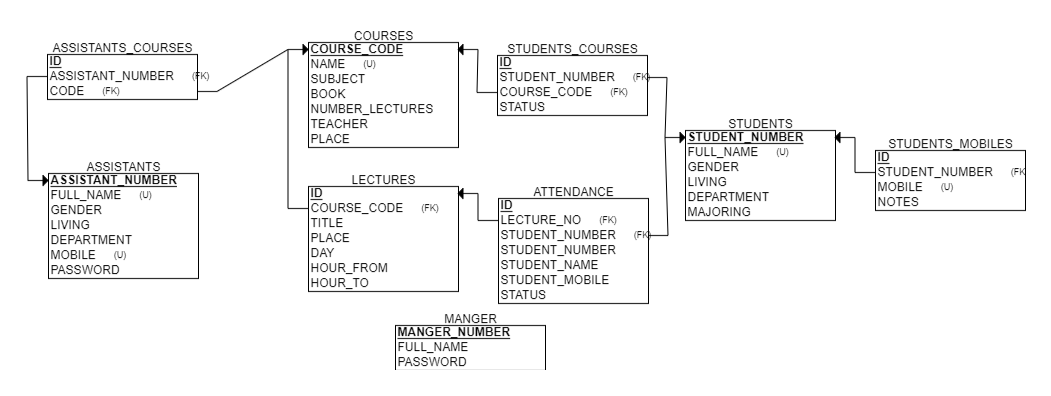 ASSISTANTS_COURSES
ID
ASSISTANT_NUMBER (FK)
CODE (FK)
ASSISTANTS
ASSISTANT_NUMBER
FULL_NAME (U)
GENDER
LIVING
DEPARTMENT
MOBILE (U)
PASSWORD
COURSES
COURSE_CODE
NAME (U)
SUBJECT
BOOK
NUMBER_LECTURES
TEACHER
PLACE
LECTURES
ID
COURSE_CODE (FK)
TITLE
PLACE
DAY
HOUR_FROM
HOUR_TO
STUDENTS_COURSES
ID
STUDENT_NUMBER (FK)
COURSE_CODE (FK)
STATUS
ATTENDANCE
ID
LECTURE_NO (FK)
STUDENT_NUMBER (FK)
STUDENT_NUMBER
STUDENT_NAME
STUDENT_MOBILE
STATUS
STUDENTS
STUDENT_NUMBER
FULL_NAME (U)
GENDER
LIVING
DEPARTMENT
MAJORING
STUDENTS_MOBILES
ID
STUDENT_NUMBER (FK
MOBILE (U)
NOTES
MANGER
MANGER_NUMBER
FULL_NAME
PASSWORD